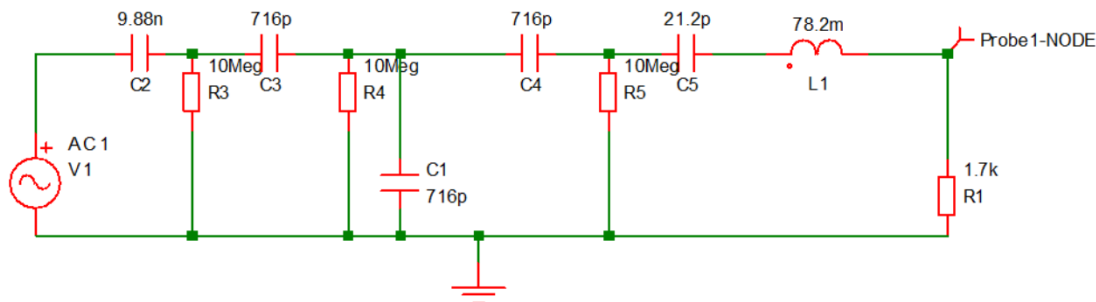 9.88n
716p
716p
21.2p
78.2m
Probe1-NODE
10Meg
10Meg
10Meg
C2
C3
C4
C5
L1
R3
R4
R5
AC 1
V1
C1
716p
1.7k
R1